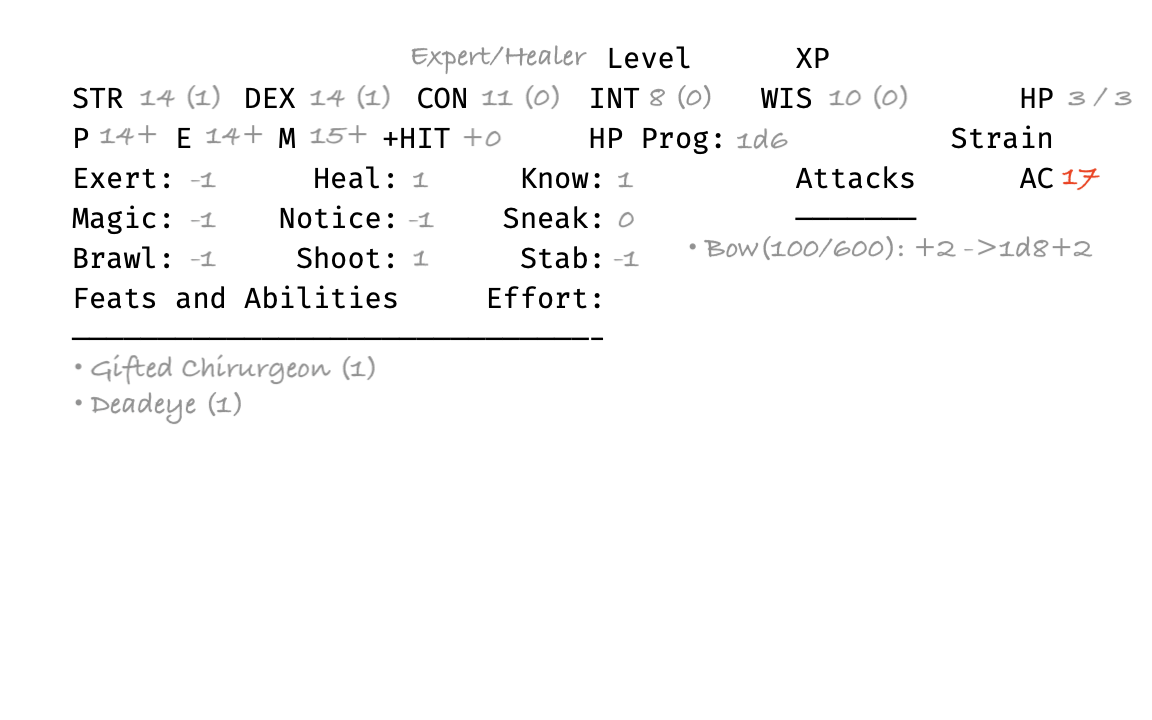 Expert/Healer Level XP
STR 14 (1) DEX 14 (1) CON 11 (0) INT 8 (0) WIS 10 (0) HP 3 / 3
P 14+ E 14+ M 15+ +HIT +0 HP Prog: 1d6 Strain
Exert: -1 Heal: 1 Know: 1 Attacks AC 17
Magic: -1 Notice: -1 Sneak: 0
Brawl: -1 Shoot: 1 Stab: -1 • Bow(100/600): +2 ->1d8+2
Feats and Abilities Effort:
• Gifted Chirurgeon (1)
• Deadeye (1)